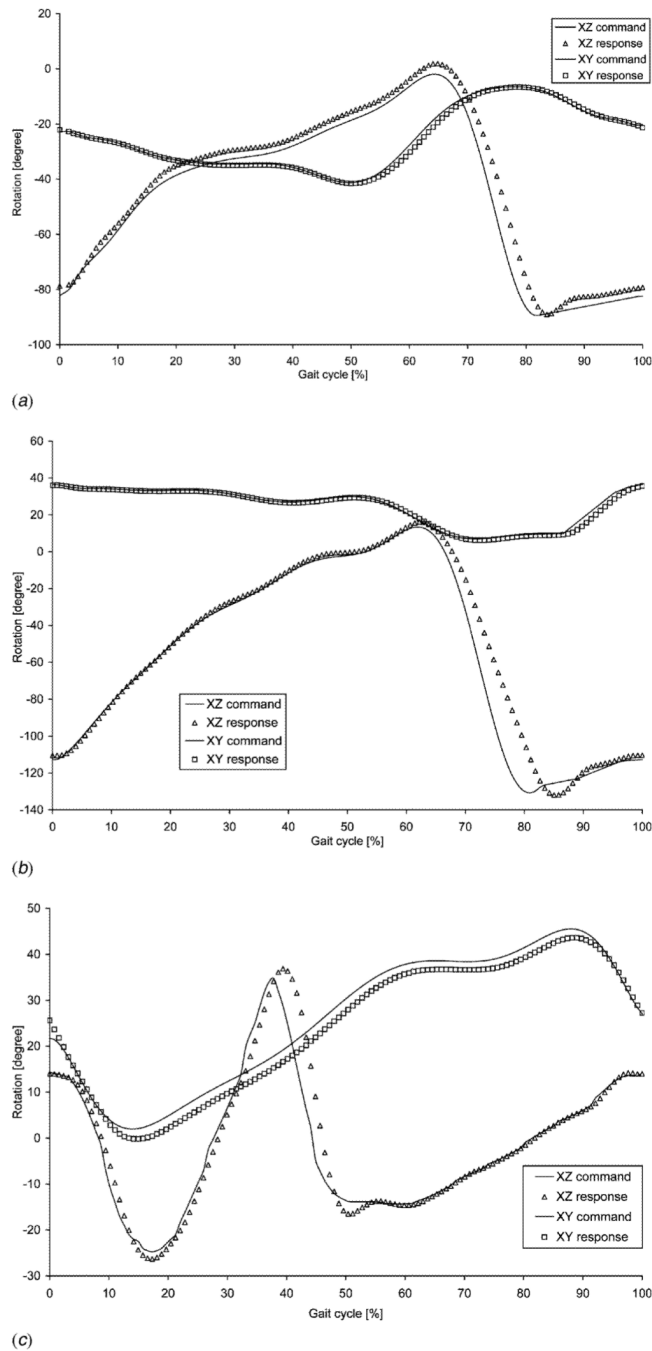 20
0
-20
-40
-60
-80
-100
Rotation [degree]
0 10 20 30 40 50 60 70 80 90 100
Gait cycle [%]
XZ command
XZ response
XY command
XY response
(a)
60
40
20
0
-20
-40
-60
-80
-100
-120
-140
Rotation [degree]
XZ command
XZ response
XY command
XY response
0 10 20 30 40 50 60 70 80 90 100
Gait cycle [%]
(b)
50
40
30
20
10
0
-10
-20
-30
Rotation [degree]
XZ command
XZ response
XY command
XY response
0 10 20 30 40 50 60 70 80 90 100
Gait cycle [%]
(c)